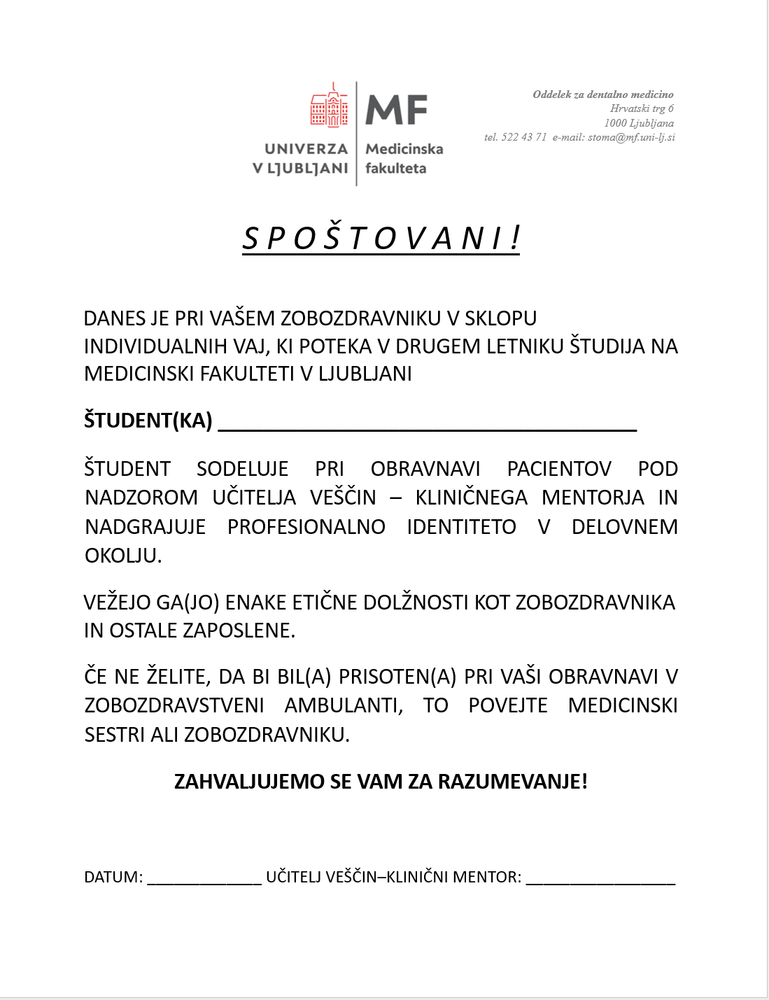 MF
UNIVERZA
V LJUBLJANI
Medicinska
fakulteta
Oddelek za dentalno medicino
Hrvatski trg 6
1000 Ljubljana
tel. 522 43 71 e-mail: stoma@mf.uni-lj.si
S P O Š T O V A N I !
DANES JE PRI VAŠEM ZOBOZDRAVNIKU V SKLOPU
INDIVIDUALNIH VAJ, KI POTEKA V DRUGEM LETNIKU ŠTUDIJA NA
MEDICINSKI FAKULTETI V LJUBLJANI
ŠTUDENT(KA) ______________________________________
ŠTUDENT SODELUJE PRI OBRAVNAVI PACIENTOV POD
NADZOROM UČITELJA VEŠČIN – KLINIČNEGA MENTORJA IN
NADGRAJUJE PROFESIONALNO IDENTITETO V DELOVNEM
OKOLJU.
VEŽEJO GA(JO) ENAKE ETIČNE DOLŽNOSTI KOT ZOBOZDRAVNIKA
IN OSTALE ZAPOSLENE.
ČE NE ŽELITE, DA BI BIL(A) PRISOTEN(A) PRI VAŠI OBRAVNAVI V
ZOBOZDRAVSTVENI AMBULANTI, TO POVEJTE MEDICINSKI
SESTRI ALI ZOBOZDRAVNIKU.
ZAHVALJUJEMO SE VAM ZA RAZUMEVANJE!
DATUM: _____________ UČITELJ VEŠČIN–KLINIČNI MENTOR: _________________